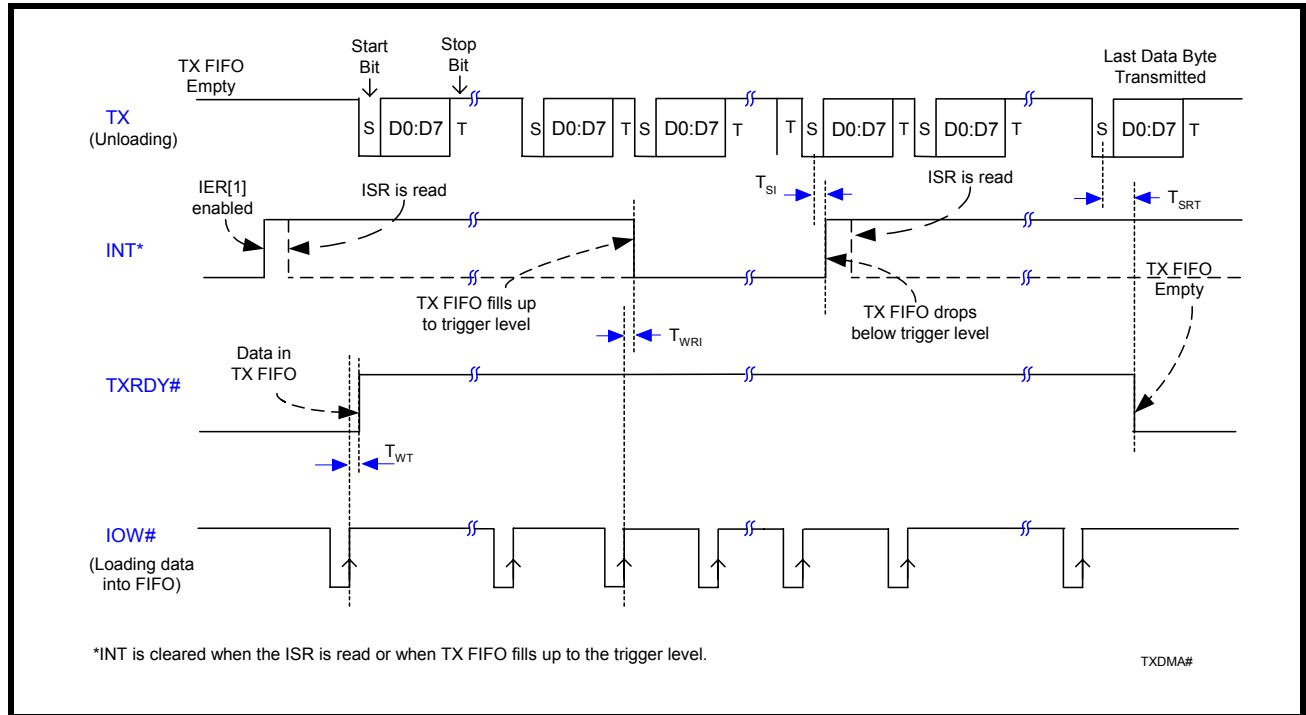 Start
Bit
Stop
Bit
TX FIFO
Empty
Last Data Byte
Transmitted
TX
(Unloading)
S D0:D7 T S D0:D7 T S D0:D7 T T S D0:D7 T S D0:D7 T S D0:D7 T
IER[1]
enabled
ISR is read
TSI
ISR is read
TSRT
INT*
TX FIFO fills up
to trigger level
TX FIFO drops
below trigger level
TX FIFO
Empty
TWRI
Data in
TX FIFO
TXRDY#
TWT
IOW#
(Loading data
into FIFO)
*INT is cleared when the ISR is read or when TX FIFO fills up to the trigger level.
TXDMA#